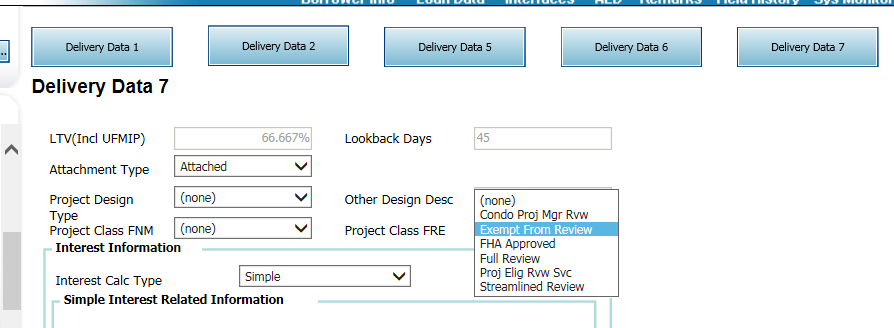 Borrower Info Loan Data Interfaces AED Remarks Field History Sys Monitor
..
Delivery Data 1 Delivery Data 2 Delivery Data 5 Delivery Data 6 Delivery Data 7
Delivery Data 7
LTV(Incl UFMIP) 66.667% Lookback Days 45
Attachment Type Attached
Project Design Type (none) Other Design Desc
Project Class FNM (none) Project Class FRE
(none)
Condo Proj Mgr Rvw
Exempt From Review
FHA Approved
Full Review
Proj Elig Rvw Svc
Streamlined Review
Interest Information
Interest Calc Type Simple
Simple Interest Related Information